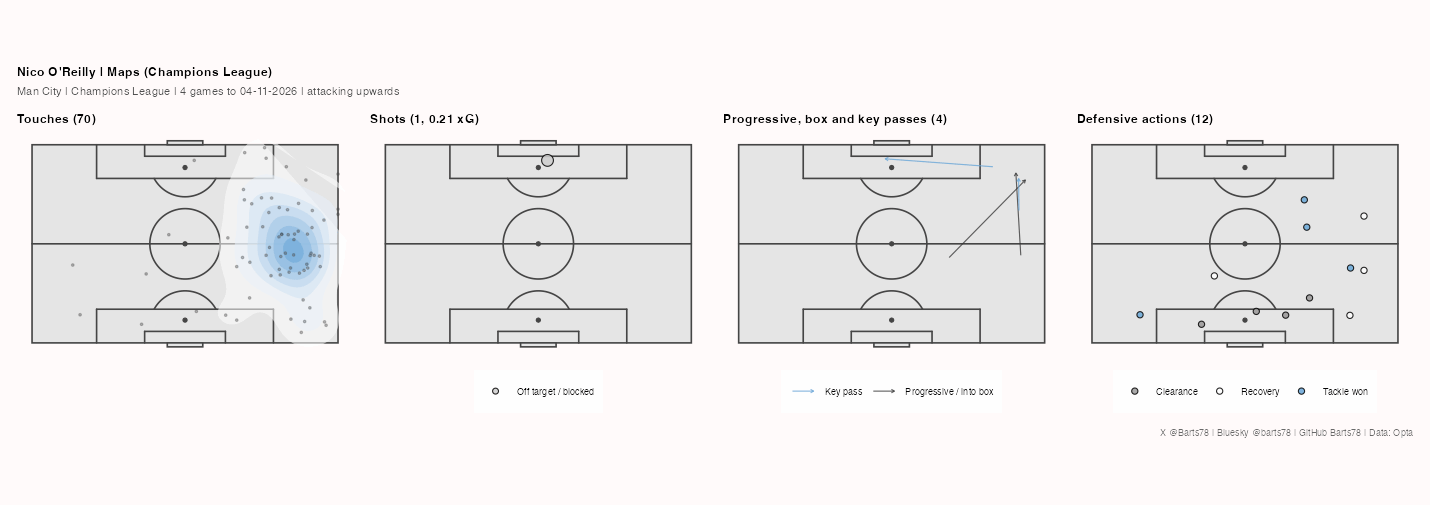 Nico O'Reilly | Maps (Champions League)
Man City | Champions League | 4 games to 04-11-2026 | attacking upwards
Touches (70)
Shots (1, 0.21 xG)
Progressive, box and key passes (4)
Defensive actions (12)
Off target / blocked
Key pass
Progressive / into box
Clearance
Recovery
Tackle won
X @Barts78 | Bluesky @barts78 | GitHub Barts78 | Data: Opta